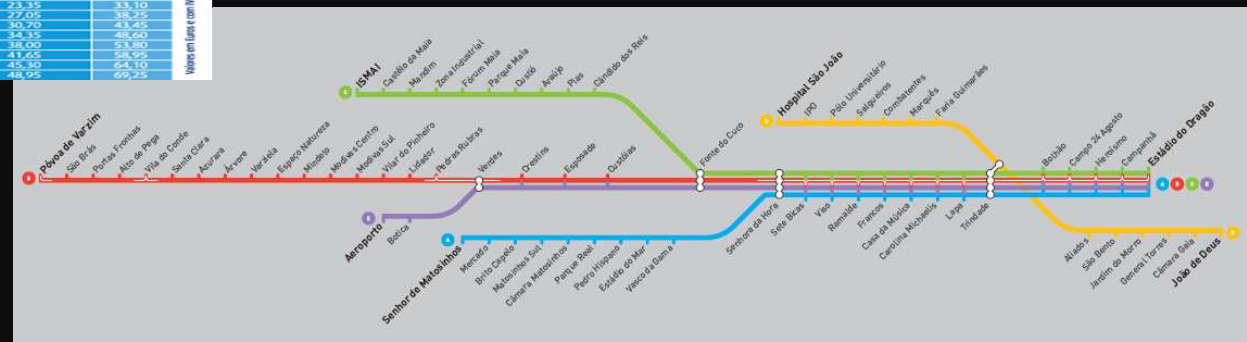 23,35 33,10
27,05 38,25
30,70 43,45
34,35 48,60
38,00 53,80
41,65 58,95
45,30 64,10
48,95 69,25
Valores em Euros e com IV
C ISMAI
Castêlo da Maia
Mandim
Zona Industrial
Fórum Maia
Parque Maia
Custió
Araújo
Pias
Cândido dos Reis
Fonte do Cuco
D Hospital São João
IPO
Pólo Universitário
Salgueiros
Combatentes
Marquês
Faria Guimarães
B Póvoa de Varzim
São Brás
Portas Fronhas
Alto de Pega
Vila do Conde
Santa Clara
Azurara
Árvore
Varziela
Espaço Natureza
Mindelo
Modivas Centro
Modivas Sul
Vilar do Pinheiro
Lidador
Pedras Rubras
Verdes
Crestins
Esposade
Custóias
Bolhão
Campo 24 Agosto
Heroísmo
Campanhã
Estádio do Dragão
A B C E
E Aeroporto
Botica
A Senhor de Matosinhos
Mercado
Brito Capelo
Matosinhos Sul
Câmara Matosinhos
Parque Real
Pedro Hispano
Estádio do Mar
Vasco da Gama
Senhora da Hora
Sete Bicas
Viso
Ramalde
Francos
Casa da Música
Carolina Michaelis
Lapa
Trindade
Aliados
São Bento
Jardim do Morro
General Torres
Câmara Gaia
João de Deus
D